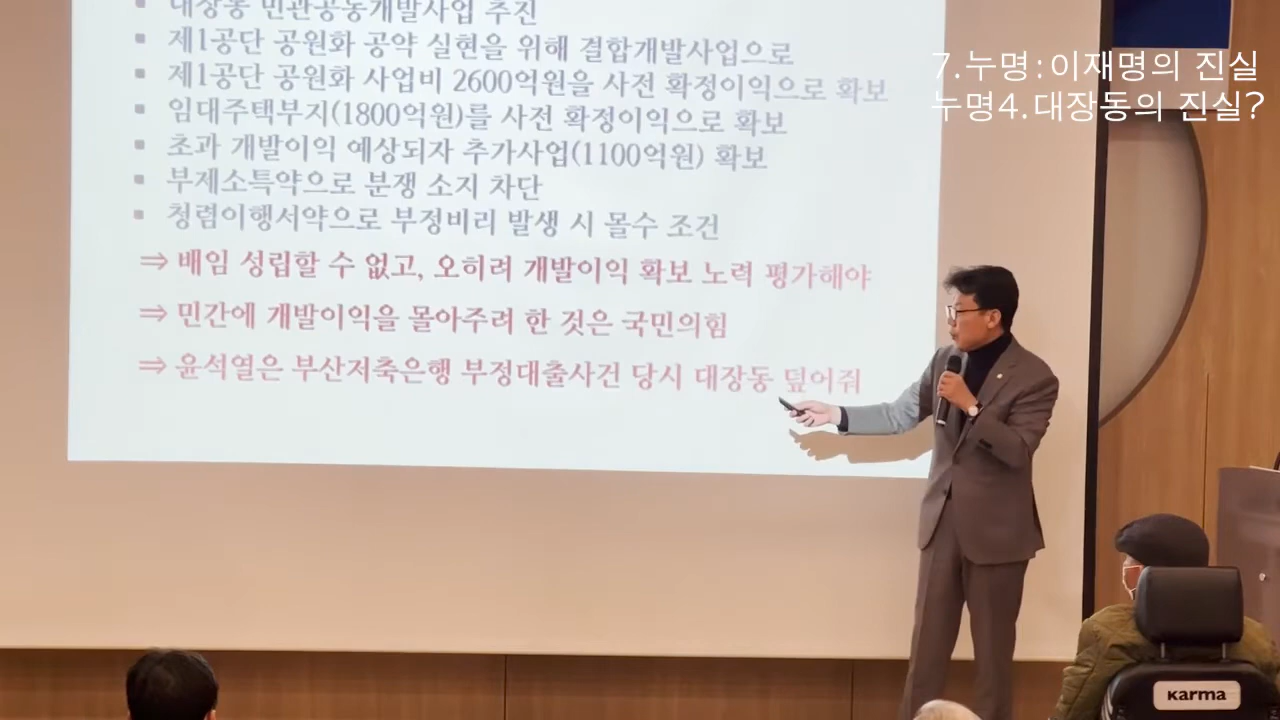 대장동 민관공동개발사업 추진
▪ 제1공단 공원화 공약 실현을 위해 결합개발사업으로
▪ 제1공단 공원화 사업비 2600억원을 사전 확정이익으로 확보
▪ 임대주택부지(1800억원)를 사전 확정이익으로 확보
▪ 초과 개발이익 예상되자 추가사업(1100억원) 확보
▪ 부제소특약으로 분쟁 소지 차단
▪ 청렴이행서약으로 부정비리 발생 시 몰수 조건
⇒ 배임 성립할 수 없고, 오히려 개발이익 확보 노력 평가해야
⇒ 민간에 개발이익을 몰아주려 한 것은 국민의힘
⇒ 윤석열은 부산저축은행 부정대출사건 당시 대장동 덮어줘
7.누명:이재명의 진실
누명4.대장동의 진실?
KARMA